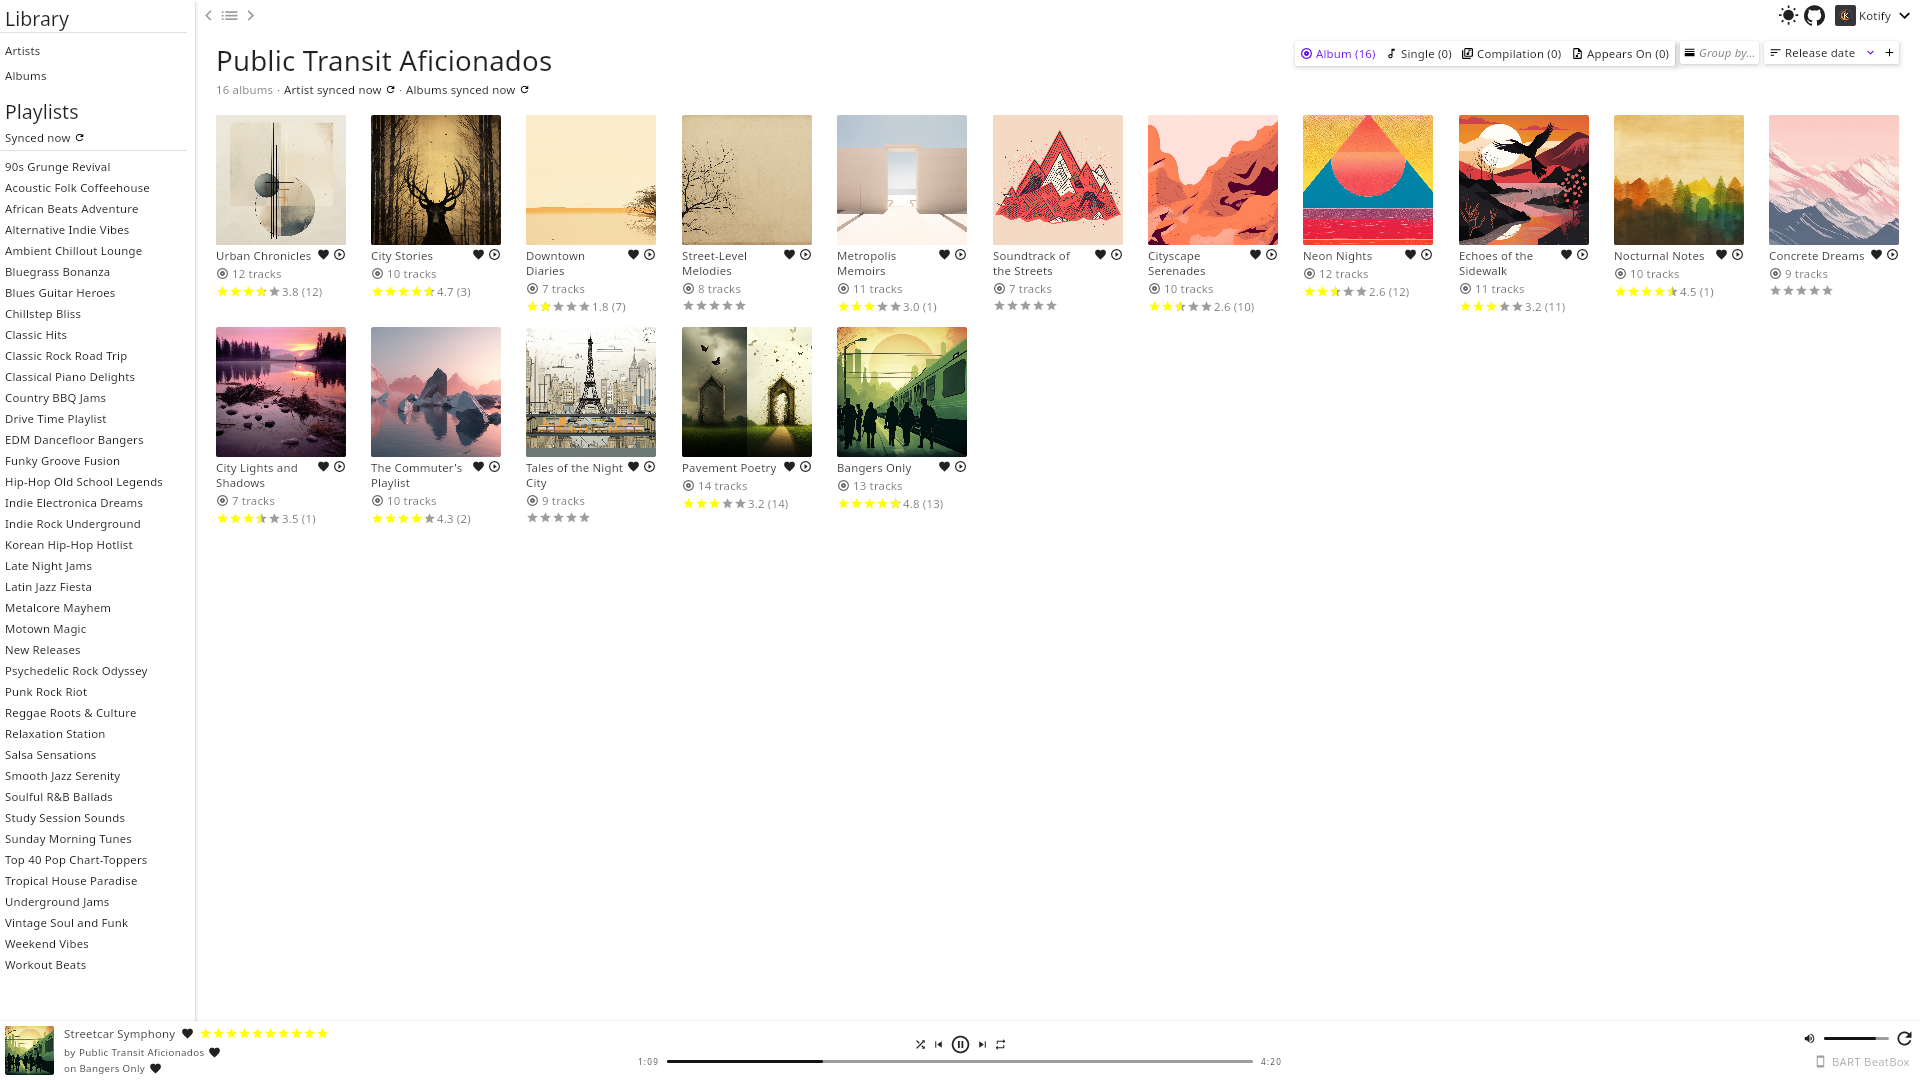 Library
Artists
Albums
Playlists
Synced now
90s Grunge Revival
Acoustic Folk Coffeehouse
African Beats Adventure
Alternative Indie Vibes
Ambient Chillout Lounge
Bluegrass Bonanza
Blues Guitar Heroes
Chillstep Bliss
Classic Hits
Classic Rock Road Trip
Classical Piano Delights
Country BBQ Jams
Drive Time Playlist
EDM Dancefloor Bangers
Funky Groove Fusion
Hip-Hop Old School Legends
Indie Electronica Dreams
Indie Rock Underground
Korean Hip-Hop Hotlist
Late Night Jams
Latin Jazz Fiesta
Metalcore Mayhem
Motown Magic
New Releases
Psychedelic Rock Odyssey
Punk Rock Riot
Reggae Roots & Culture
Relaxation Station
Salsa Sensations
Smooth Jazz Serenity
Soulful R&B Ballads
Study Session Sounds
Sunday Morning Tunes
Top 40 Pop Chart-Toppers
Tropical House Paradise
Underground Jams
Vintage Soul and Funk
Weekend Vibes
Workout Beats
Kotify
Public Transit Aficionados
16 albums · Artist synced now · Albums synced now
Album (16) Single (0) Compilation (0) Appears On (0) Group by... Release date
Urban Chronicles
12 tracks
3.8 (12)
City Stories
10 tracks
4.7 (3)
Downtown
Diaries
7 tracks
1.8 (7)
Street-Level
Melodies
8 tracks
Metropolis
Memoirs
11 tracks
3.0 (1)
Soundtrack of
the Streets
7 tracks
Cityscape
Serenades
10 tracks
2.6 (10)
Neon Nights
12 tracks
2.6 (12)
Echoes of the
Sidewalk
11 tracks
3.2 (11)
Nocturnal Notes
10 tracks
4.5 (1)
Concrete Dreams
9 tracks
City Lights and
Shadows
7 tracks
3.5 (1)
The Commuter's
Playlist
10 tracks
4.3 (2)
Tales of the Night
City
9 tracks
Pavement Poetry
14 tracks
3.2 (14)
Bangers Only
13 tracks
4.8 (13)
Streetcar Symphony
by Public Transit Aficionados
on Bangers Only
1:09
4:20
BART BeatBox